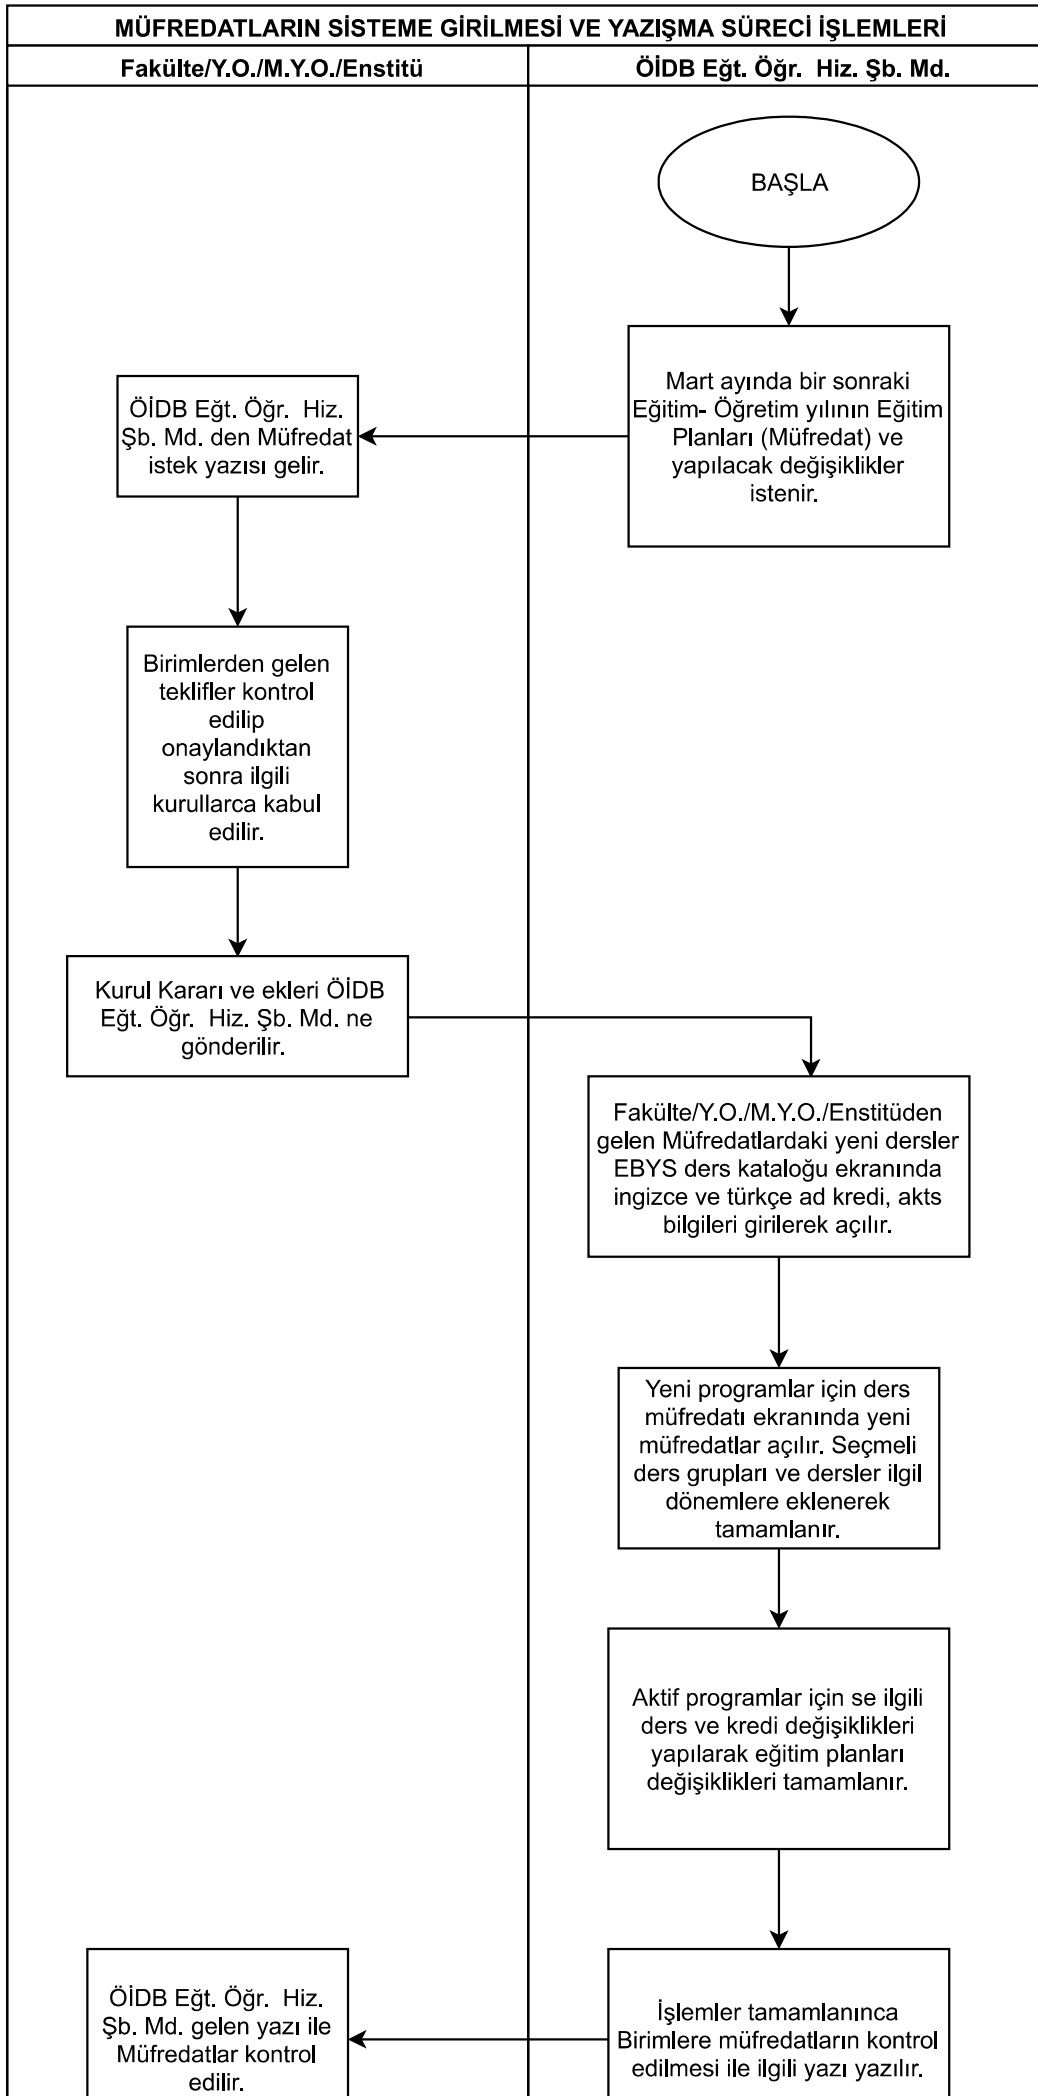 MÜFREDATLARIN SİSTEME GİRİLMESİ VE YAZIŞMA SÜRECİ İŞLEMLERİ
Fakülte/Y.O./M.Y.O./Enstitü
ÖİDB Eğt. Öğr. Hiz. Şb. Md.
BAŞLA
Mart ayında bir sonraki
Eğitim- Öğretim yılının Eğitim
Planları (Müfredat) ve
yapılacak değişiklikler
istenir.
ÖİDB Eğt. Öğr. Hiz.
Şb. Md. den Müfredat
istek yazısı gelir.
Birimlerden gelen
teklifler kontrol
edilip
onaylandıktan
sonra ilgili
kurullarca kabul
edilir.
Kurul Kararı ve ekleri ÖİDB
Eğt. Öğr. Hiz. Şb. Md. ne
gönderilir.
Fakülte/Y.O./M.Y.O./Enstitüden
gelen Müfredatlardaki yeni dersler
EBYS ders kataloğu ekranında
ingizce ve türkçe ad kredi, akts
bilgileri girilerek açılır.
Yeni programlar için ders
müfredatı ekranında yeni
müfredatlar açılır. Seçmeli
ders grupları ve dersler ilgil
dönemlere eklenerek
tamamlanır.
Aktif programlar için se ilgili
ders ve kredi değişiklikleri
yapılarak eğitim planları
değişiklikleri tamamlanır.
İşlemler tamamlanınca
Birimlere müfredatların kontrol
edilmesi ile ilgili yazı yazılır.
ÖİDB Eğt. Öğr. Hiz.
Şb. Md. gelen yazı ile
Müfredatlar kontrol
edilir.